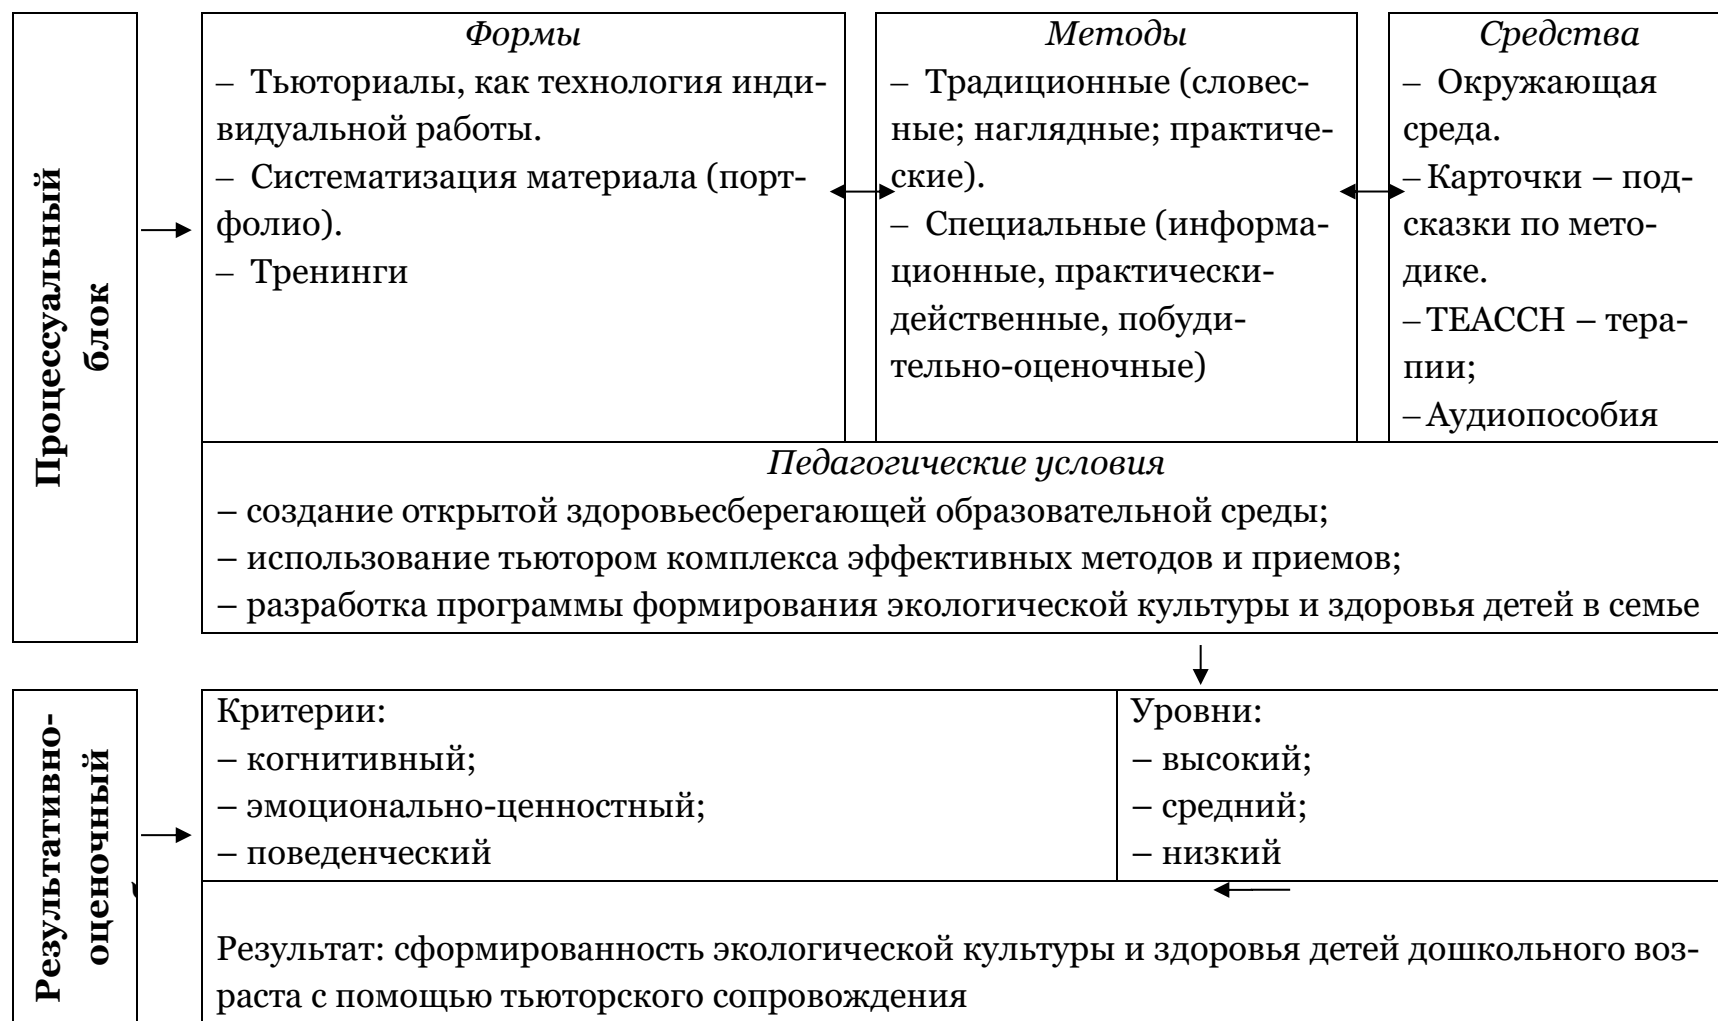 Процессуальный
блок
Формы
– Тьюториалы, как технология инди-
видуальной работы.
– Систематизация материала (порт-
фолио).
– Тренинги
Методы
– Традиционные (словес-
ные; наглядные; практиче-
ские).
– Специальные (информа-
ционные, практически-
действенные, побуди-
тельно-оценочные)
Средства
– Окружающая
среда.
– Карточки – под-
сказки по мето-
дике.
– ТЕАССН – тера-
пии;
– Аудиопособия
Педагогические условия
– создание открытой здоровьесберегающей образовательной среды;
– использование тьютором комплекса эффективных методов и приемов;
– разработка программы формирования экологической культуры и здоровья детей в семье
Результативно-
оценочный
Критерии:
– когнитивный;
– эмоционально-ценностный;
– поведенческий
Уровни:
– высокий;
– средний;
– низкий
Результат: сформированность экологической культуры и здоровья детей дошкольного воз-
раста с помощью тьюторского сопровождения